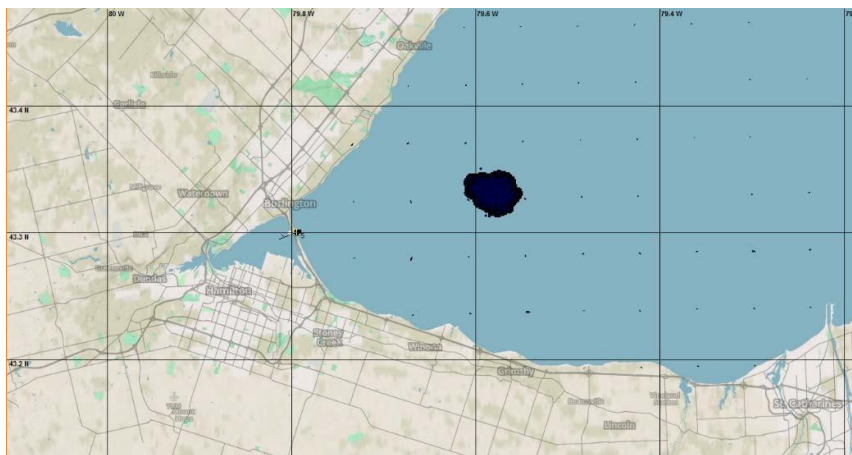 80 W
79.8 W
79.6 W
79.4 W
79
Oakville
43.4 N
Carlisle
Waterdown
Burlington
43.3 N
Dundas
Hamilton
Stoney
Creek
Winona
43.2 N
Grimsby
St. Catharines
Lincoln